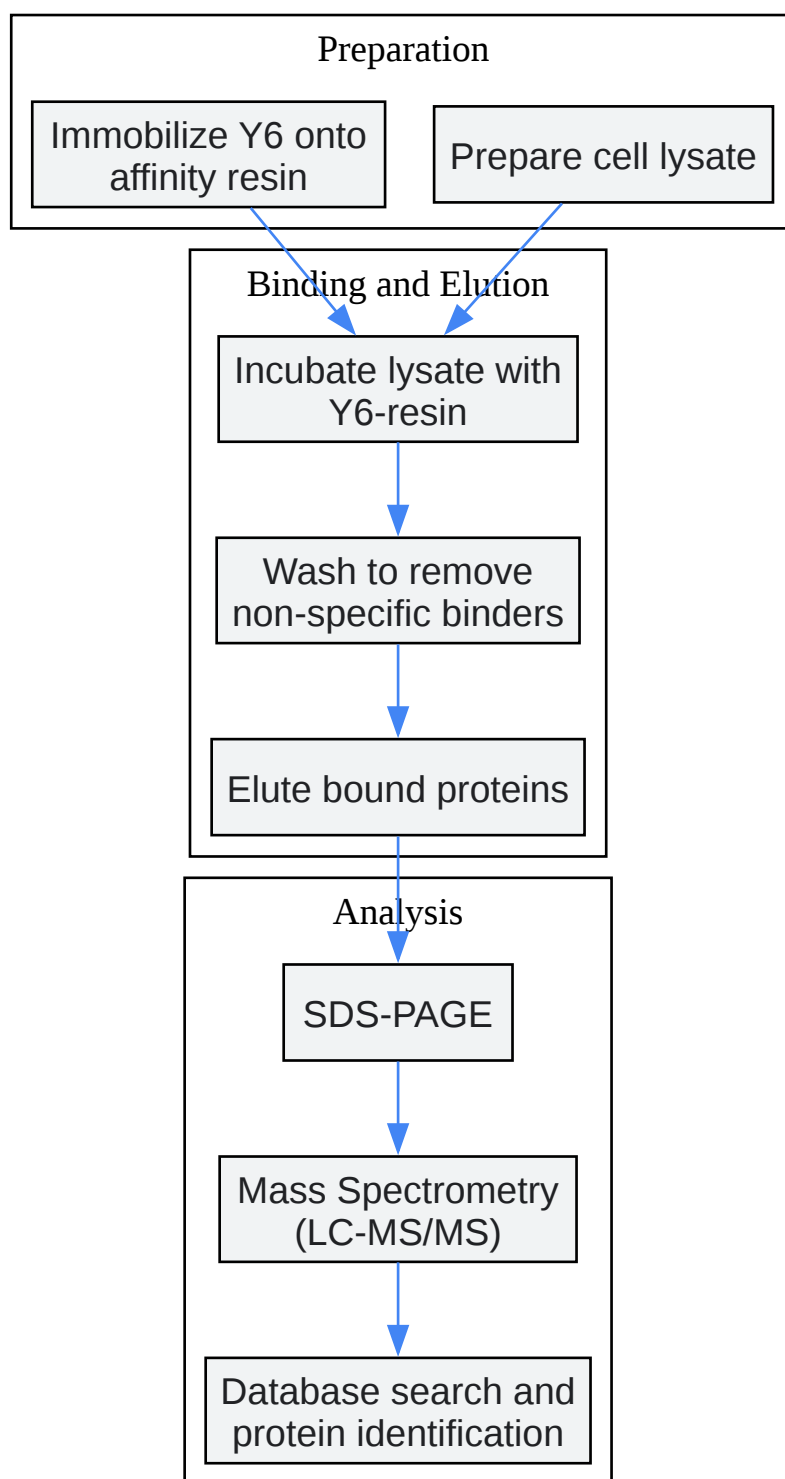 Preparation
Immobilize Y6 onto
affinity resin
Prepare cell lysate
Binding and Elution
Incubate lysate with
Y6-resin
Wash to remove
non-specific binders
Elute bound proteins
Analysis
SDS-PAGE
Mass Spectrometry
(LC-MS/MS)
Database search and
protein identification